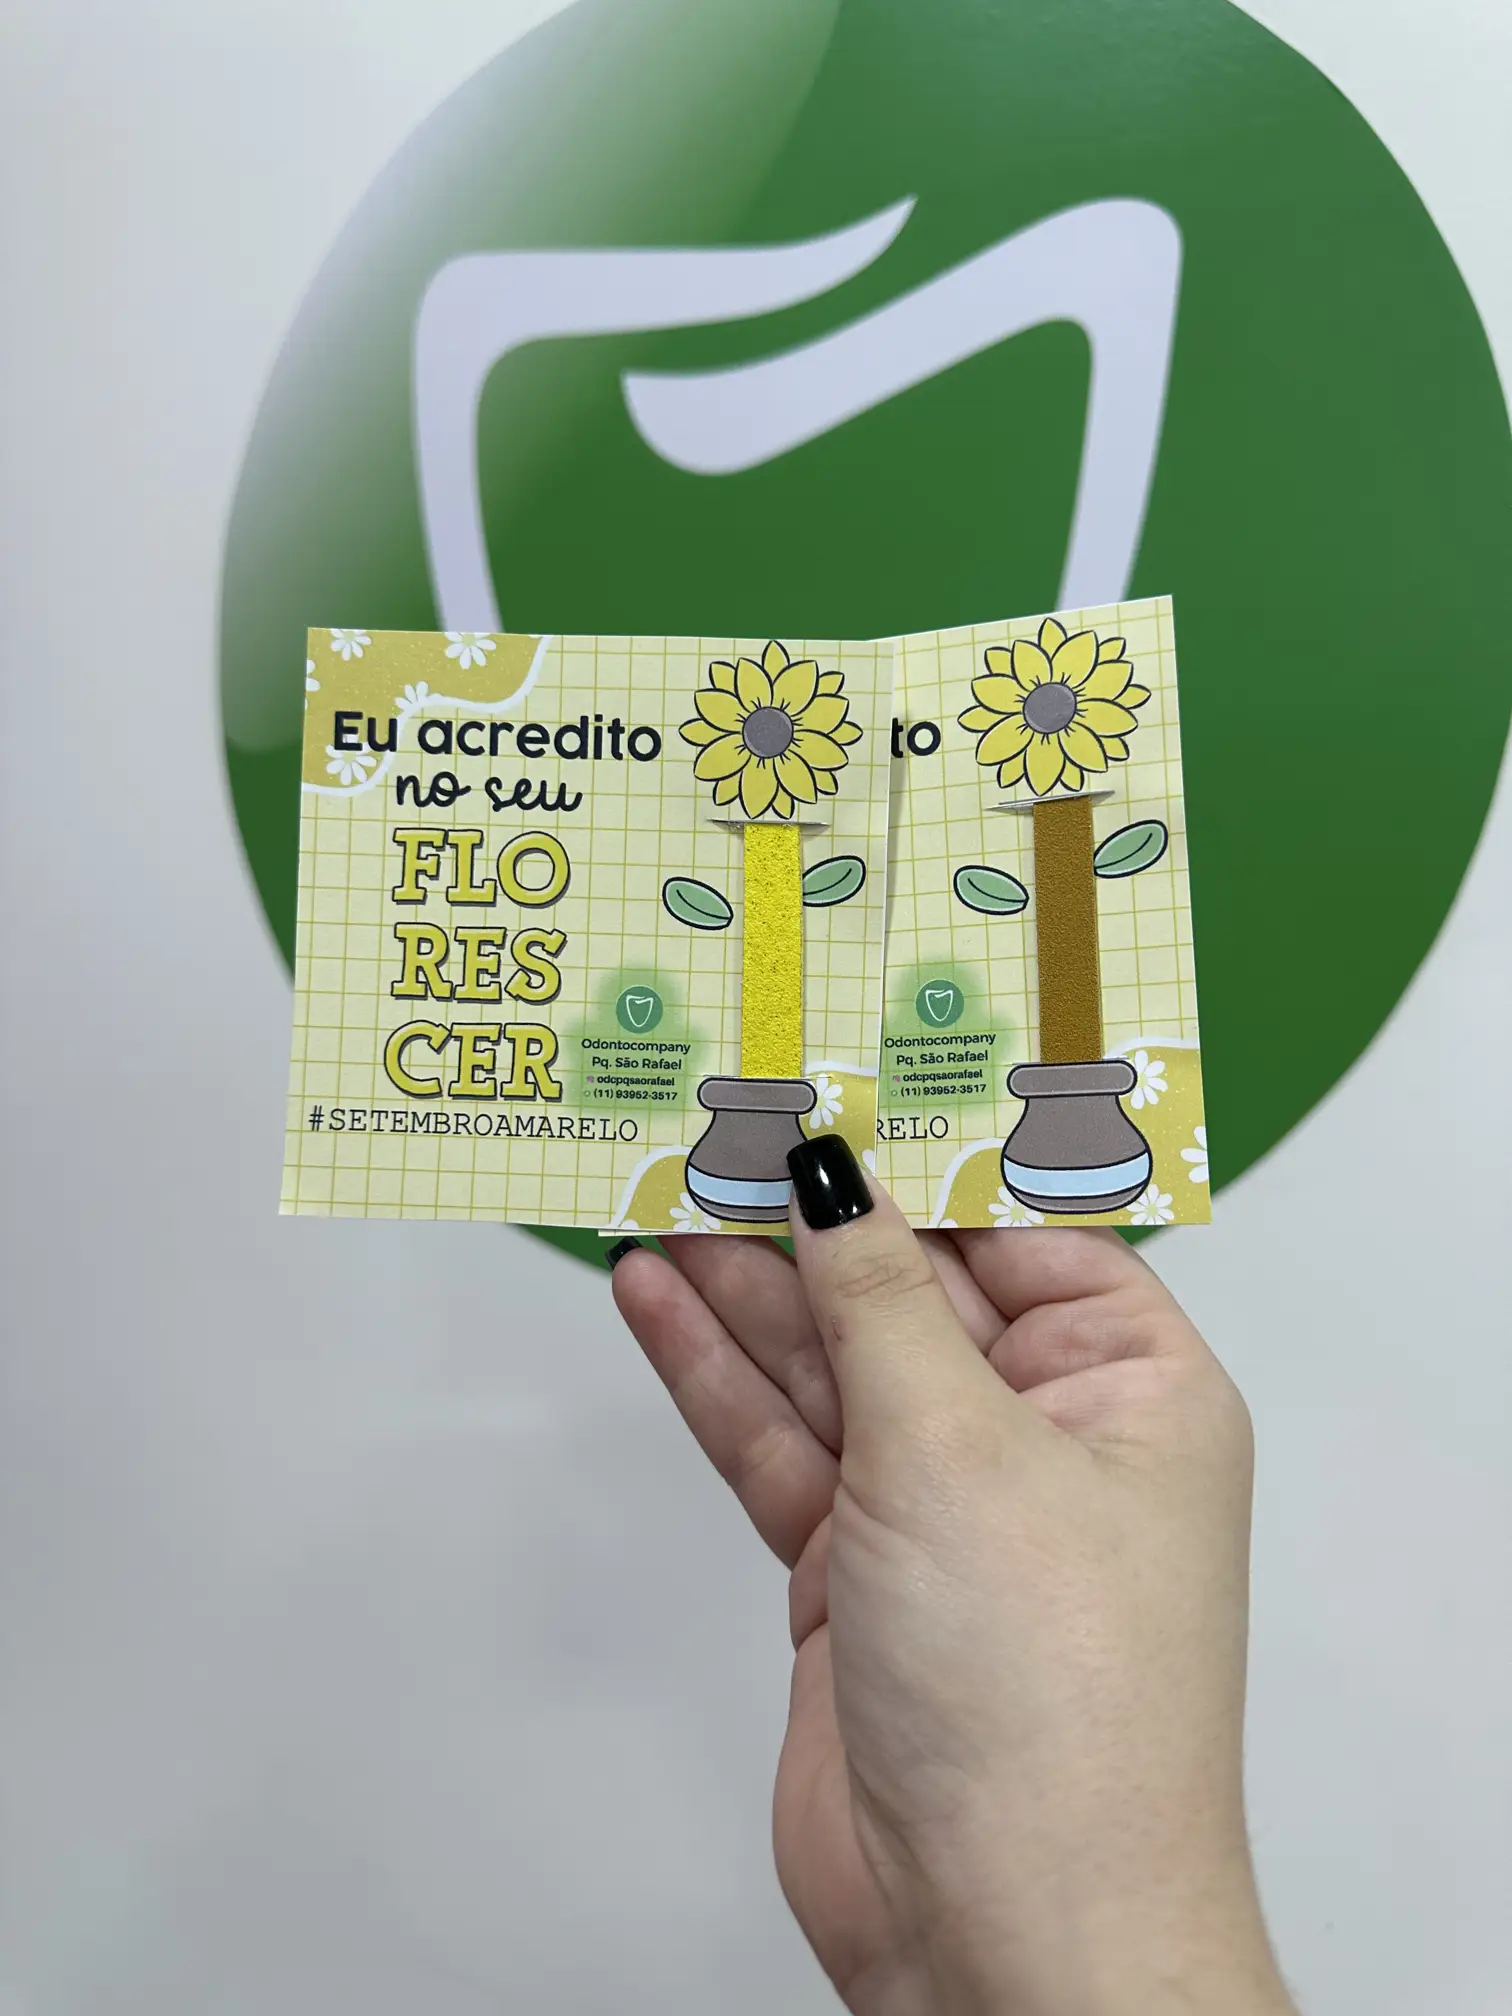 Eu acredito
no seu
FLO
RES
CER
#SETEMBROAMARELO
Odontocompany
Pq. São Rafael
odcpqsaorafael
(11) 93952-3517
to
RELO
Odontocompany
Pq. São Rafael
odcpqsaorafael
(11) 93952-3517